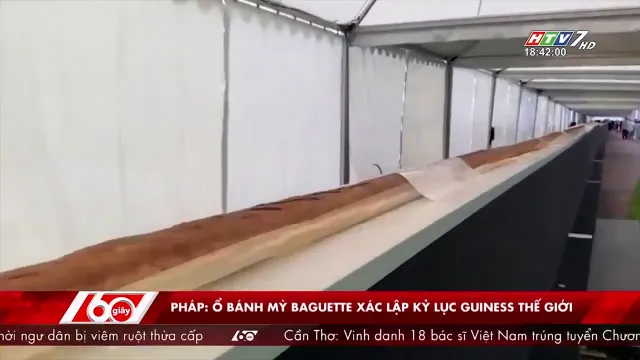 HTV7 HD
18:42:00
60 giây
PHÁP: Ổ BÁNH MỲ BAGUETTE XÁC LẬP KỶ LỤC GUINESS THẾ GIỚI
ngư dân bị viêm ruột thừa cấp 60 Cần Thơ: Vinh danh 18 bác sĩ Việt Nam trúng tuyển